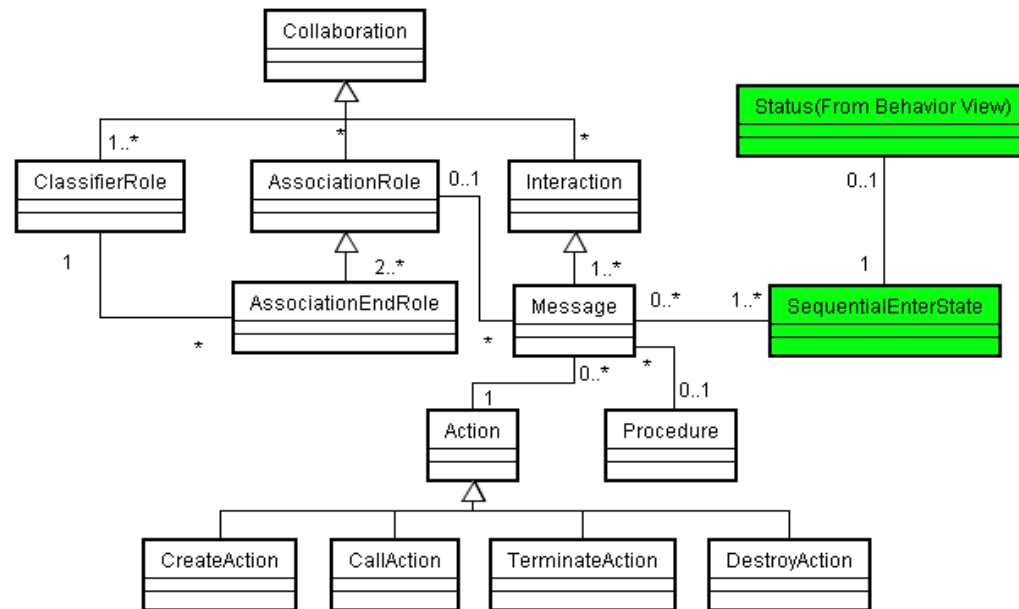 Collaboration
Status(From Behavior View)
1..*
*
*
ClassifierRole
AssociationRole
0..1
Interaction
0..1
1
2..*
1..*
1
AssociationEndRole
Message
0..*
1..*
SequentialEnterState
*
*
0..*
*
1
0..1
Action
Procedure
CreateAction
CallAction
TerminateAction
DestroyAction